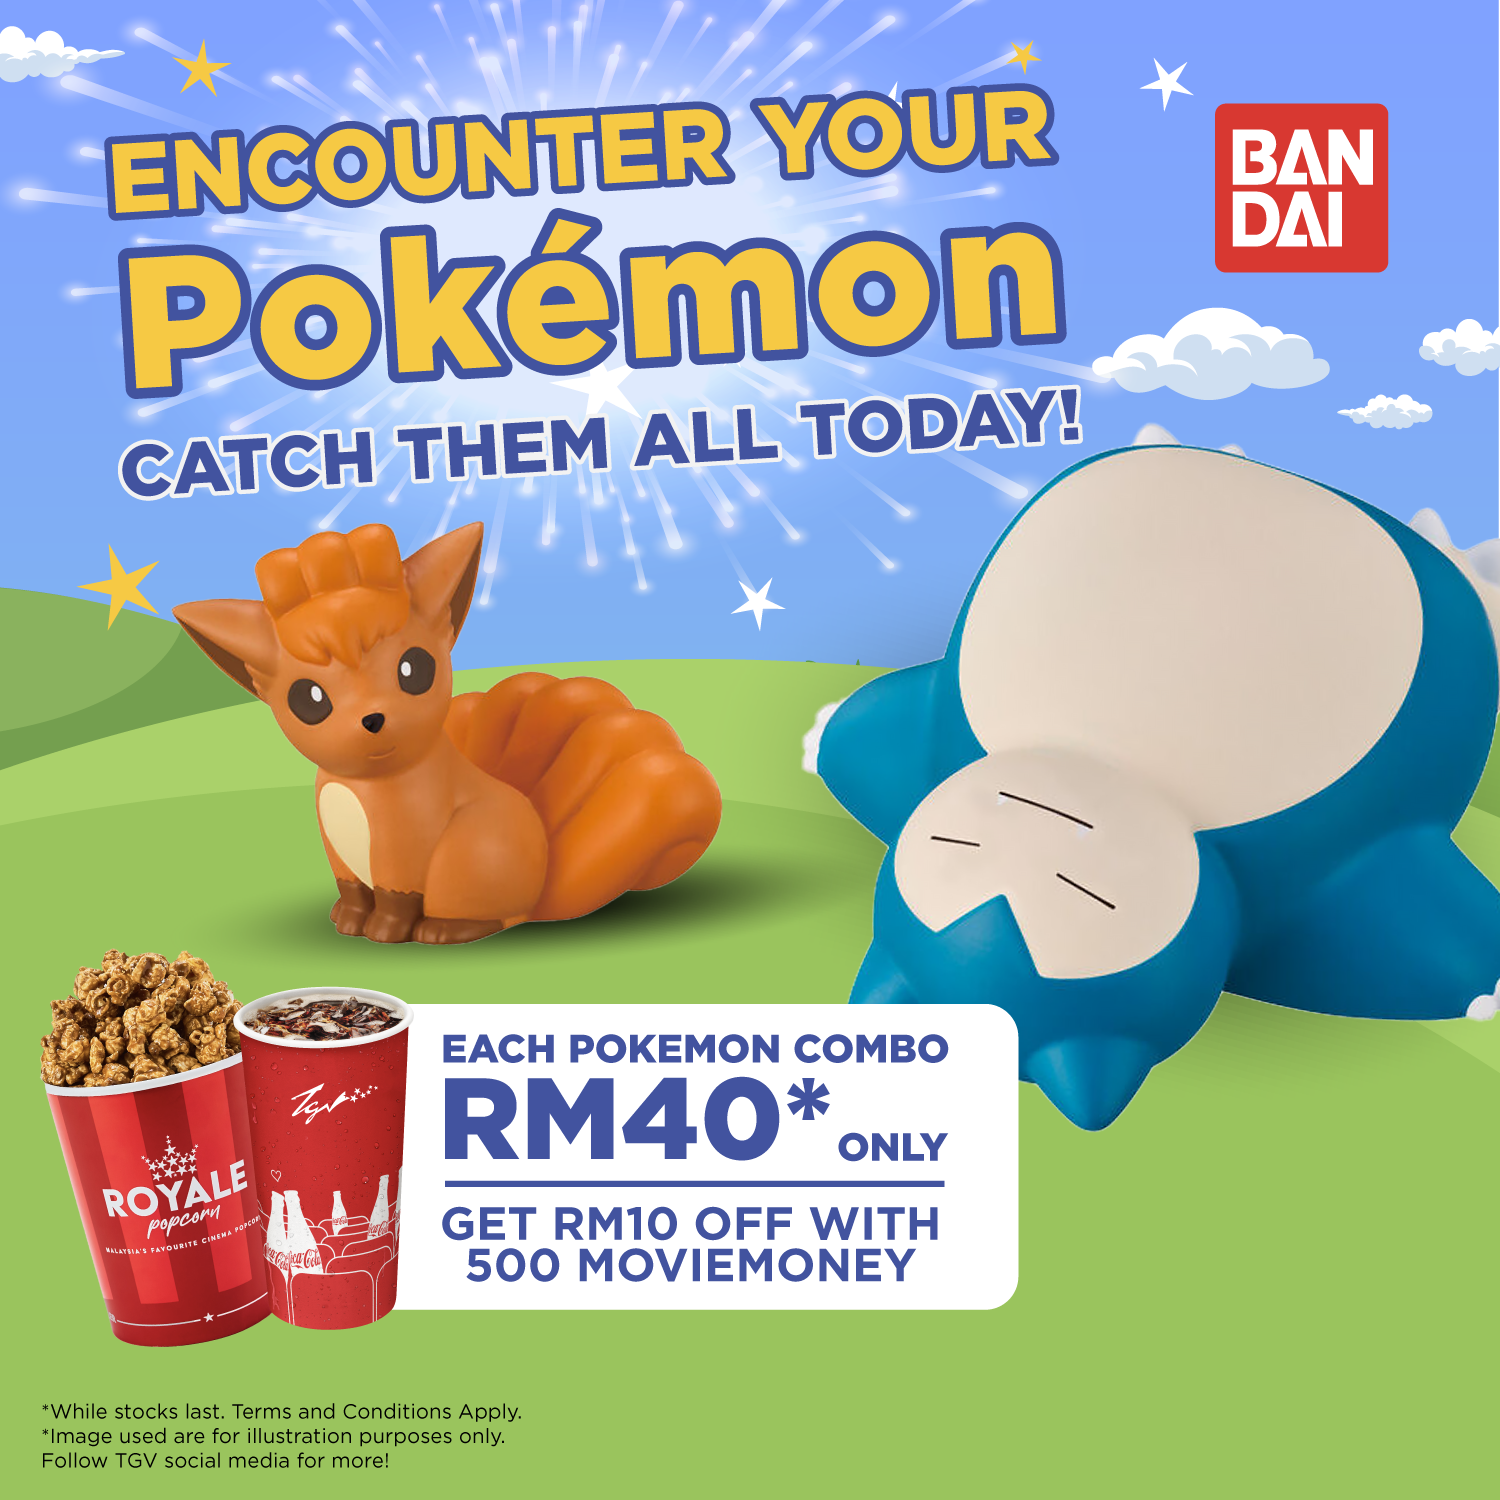 ENCOUNTER YOUR
Pokémon
CATCH THEM ALL TODAY!
BAN
DAI
EACH POKEMON COMBO
RM40*
ONLY
GET RM10 OFF WITH
500 MOVIEMONEY
TGV
ROYALE
popcorn
MALAYSIA'S FAVOURITE CINEMA POPCORN
Coca-Cola
*While stocks last. Terms and Conditions Apply.
*Image used are for illustration purposes only.
Follow TGV social media for more!